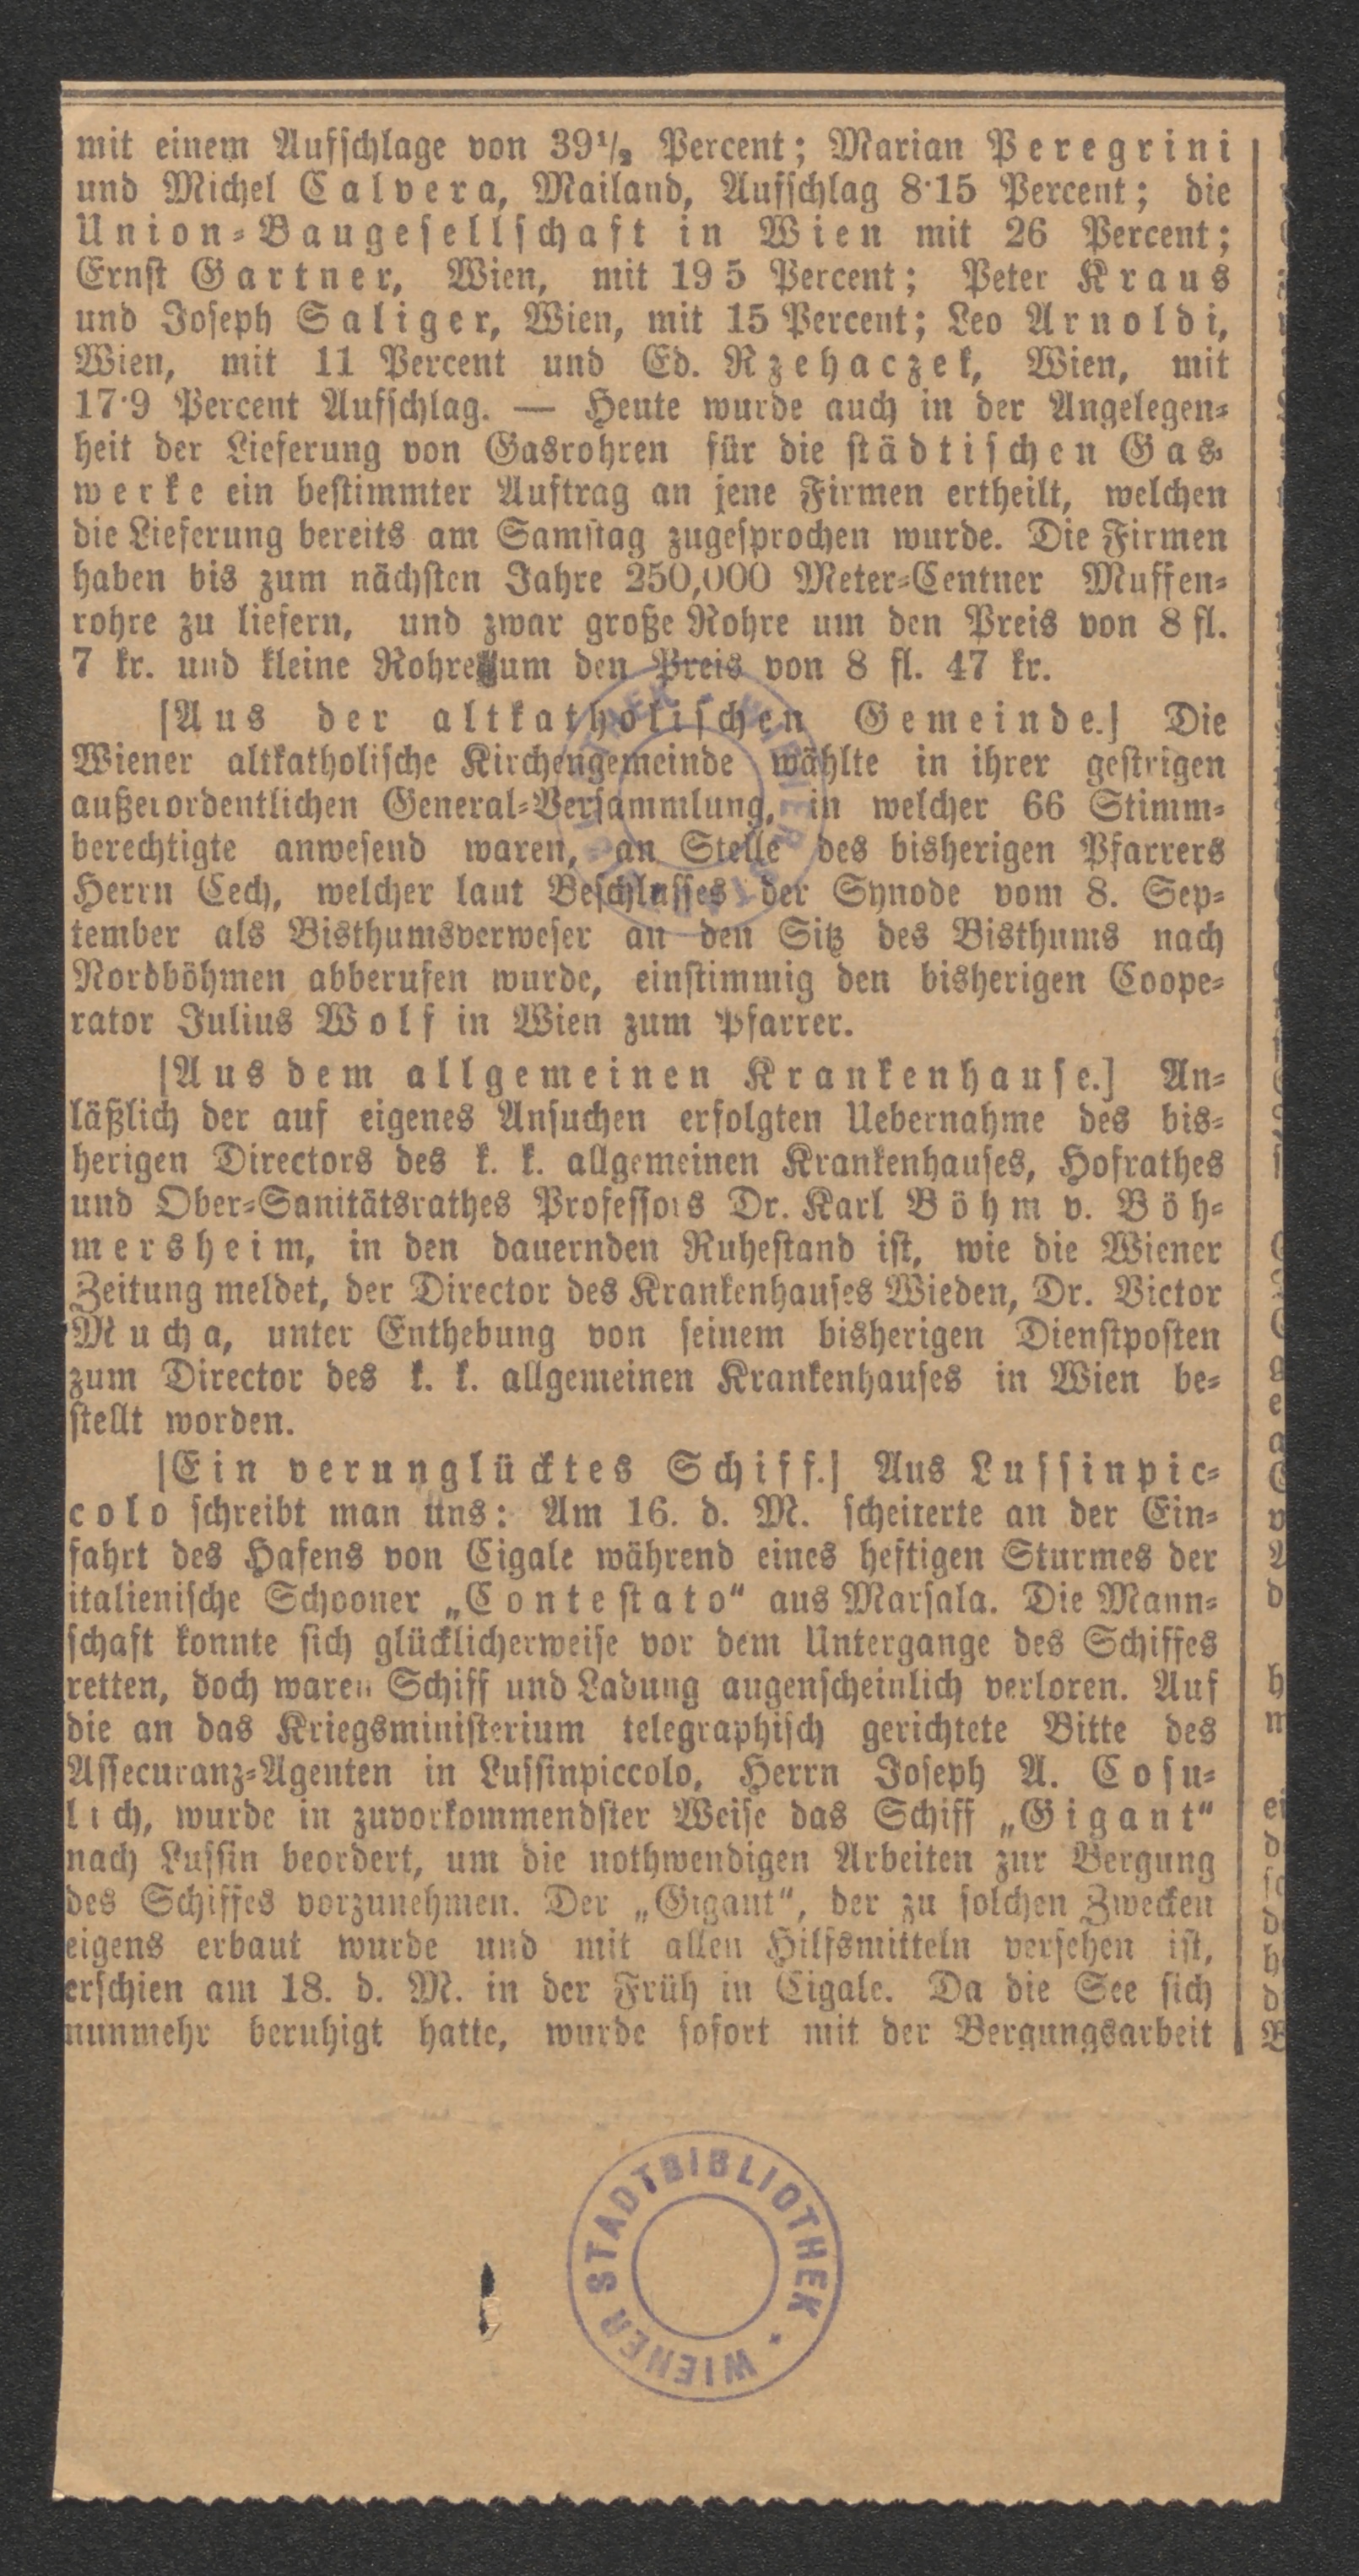 mit einem Aufschlage von 39½ Percent; Marian Peregrini
und Michel Calvera, Mailand, Aufschlag 8·15 Percent; die
Union-Baugesellschaft in Wien mit 26 Percent;
Ernst Gartner, Wien, mit 19 5 Percent; Peter Kraus
und Joseph Saliger, Wien, mit 15 Percent; Leo Arnoldi,
Wien, mit 11 Percent und Ed. Rzehaczek, Wien, mit
17·9 Percent Aufschlag. — Heute wurde auch in der Angelegen-
heit der Lieferung von Gasrohren für die städtischen Gas-
werke ein bestimmter Auftrag an jene Firmen ertheilt, welchen
die Lieferung bereits am Samstag zugesprochen wurde. Die Firmen
haben bis zum nächsten Jahre 250,000 Meter-Centner Muffen-
rohre zu liefern, und zwar große Rohre um den Preis von 8 fl.
7 kr. und kleine Rohre um den Preis von 8 fl. 47 kr.
[Aus der altkatholischen Gemeinde.] Die
Wiener altkatholische Kirchengemeinde wählte in ihrer gestrigen
außerordentlichen General-Versammlung, in welcher 66 Stimm-
berechtigte anwesend waren, an Stelle des bisherigen Pfarrers
Herrn Cech, welcher laut Beschlusses der Synode vom 8. Sep-
tember als Bisthumsverweser an den Sitz des Bisthums nach
Nordböhmen abberufen wurde, einstimmig den bisherigen Coope-
rator Julius Wolf in Wien zum Pfarrer.
[Aus dem allgemeinen Krankenhause.] An-
läßlich der auf eigenes Ansuchen erfolgten Uebernahme des bis-
herigen Directors des k. k. allgemeinen Krankenhauses, Hofrathes
und Ober-Sanitätsrathes Professors Dr. Karl Böhm v. Böh-
mersheim, in den dauernden Ruhestand ist, wie die Wiener
Zeitung meldet, der Director des Krankenhauses Wieden, Dr. Victor
Mucha, unter Enthebung von seinem bisherigen Dienstposten
zum Director des k. k. allgemeinen Krankenhauses in Wien be-
stellt worden.
[Ein verunglücktes Schiff.] Aus Lussinpic-
colo schreibt man uns: Am 16. d. M. scheiterte an der Ein-
fahrt des Hafens von Cigale während eines heftigen Sturmes der
italienische Schooner „Contestato“ aus Marsala. Die Mann-
schaft konnte sich glücklicherweise vor dem Untergange des Schiffes
retten, doch waren Schiff und Ladung augenscheinlich verloren. Auf
die an das Kriegsministerium telegraphisch gerichtete Bitte des
Assecuranz-Agenten in Lussinpiccolo, Herrn Joseph A. Cosu-
lich, wurde in zuvorkommendster Weise das Schiff „Gigant“
nach Lussin beordert, um die nothwendigen Arbeiten zur Bergung
des Schiffes vorzunehmen. Der „Gigant“, der zu solchen Zwecken
eigens erbaut wurde und mit allen Hilfsmitteln versehen ist,
erschien am 18. d. M. in der Früh in Cigale. Da die See sich
nunmehr beruhigt hatte, wurde sofort mit der Bergungsarbeit
WIENER STADTBIBLIOTHEK